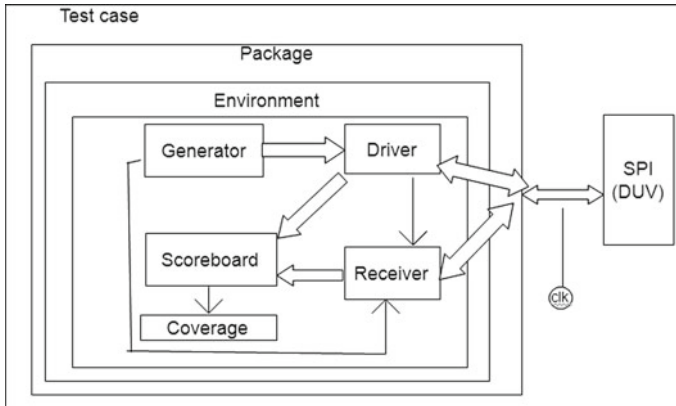 Test case
Package
Environment
Generator
Driver
SPI
(DUV)
Scoreboard
Receiver
clk
Coverage